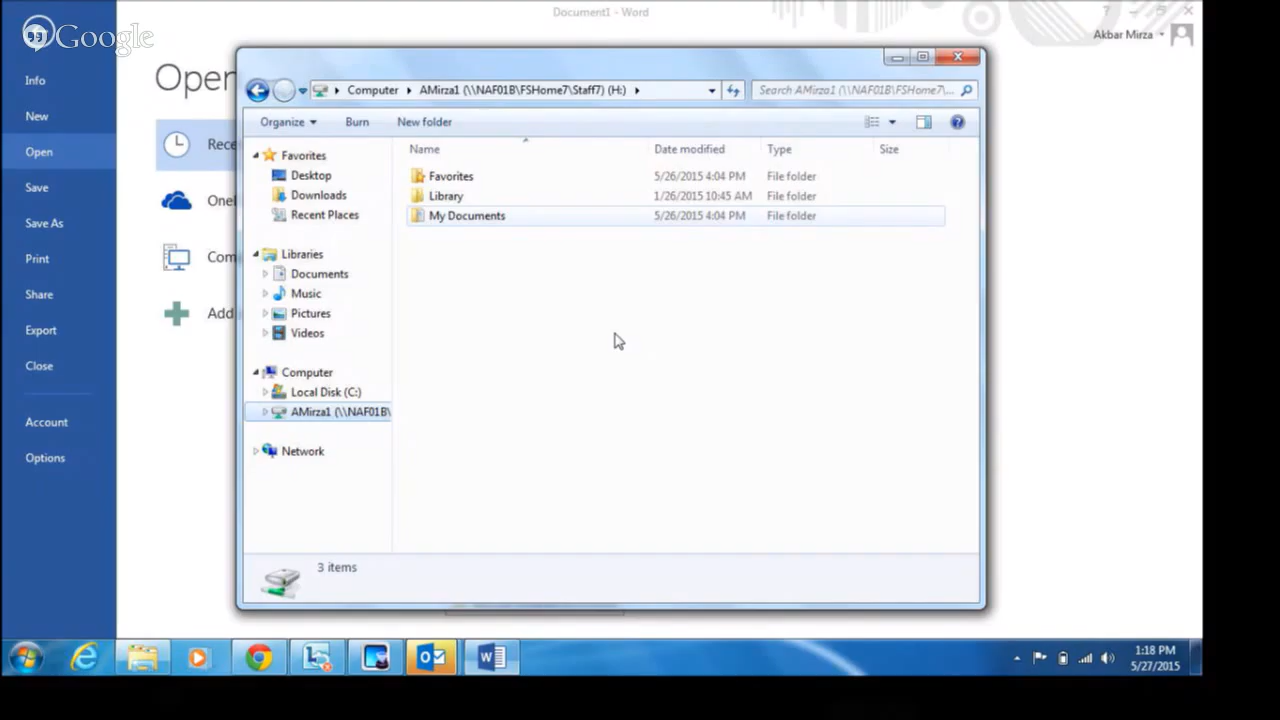 Document1 - Word
Google
Akbar Mirza
Info
New
Open
Save
Save As
Print
Share
Export
Close
Account
Options
Open
Rece
One
Com
Add
Computer AMirza1 (\\NAF01B\FSHome7\Staff7) (H:)
Search AMirza1 (\\NAF01B\FSHome7\...
Organize Burn New folder
Favorites
Desktop
Downloads
Recent Places
Libraries
Documents
Music
Pictures
Videos
Computer
Local Disk (C:)
AMirza1 (\\NAF01B\
Network
Name Date modified Type Size
Favorites 5/26/2015 4:04 PM File folder
Library 1/26/2015 10:45 AM File folder
My Documents 5/26/2015 4:04 PM File folder
3 items
1:18 PM
5/27/2015